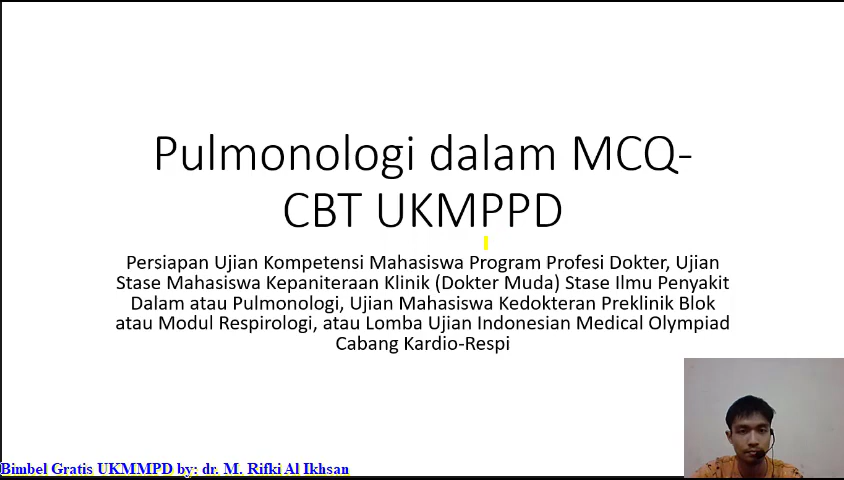 Pulmonologi dalam MCQ-
CBT UKMPPD
Persiapan Ujian Kompetensi Mahasiswa Program Profesi Dokter, Ujian
Stase Mahasiswa Kepaniteraan Klinik (Dokter Muda) Stase Ilmu Penyakit
Dalam atau Pulmonologi, Ujian Mahasiswa Kedokteran Preklinik Blok
atau Modul Respirologi, atau Lomba Ujian Indonesian Medical Olympiad
Cabang Kardio-Respi
Bimbel Gratis UKMMPD by: dr. M. Rifki Al Ikhsan